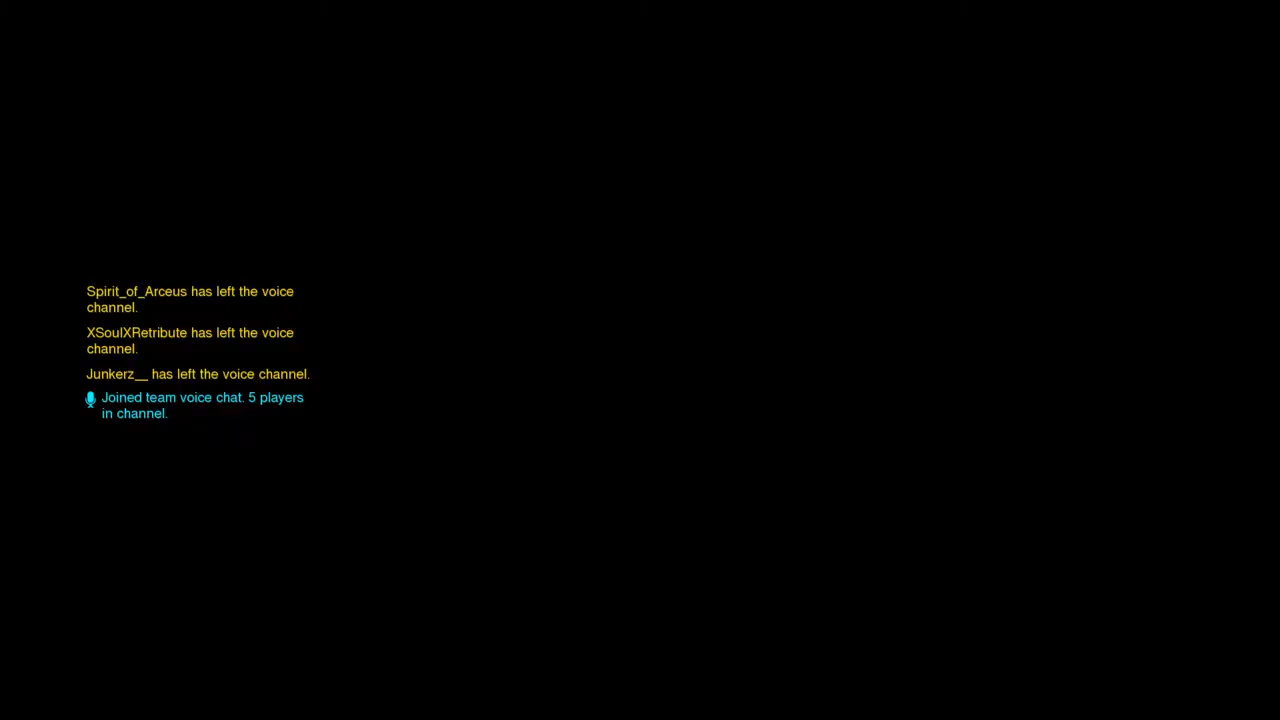 Spirit_of_Arceus has left the voice
channel.
XSoulXRetribute has left the voice
channel.
Junkerz__ has left the voice channel.
Joined team voice chat. 5 players
in channel.